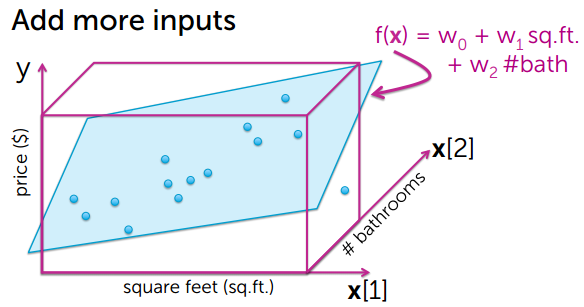 Add more inputs
f(x) = w₀ + w₁ sq.ft.
+ w₂ #bath
y
price ($)
x[2]
# bathrooms
square feet (sq.ft.)
x[1]